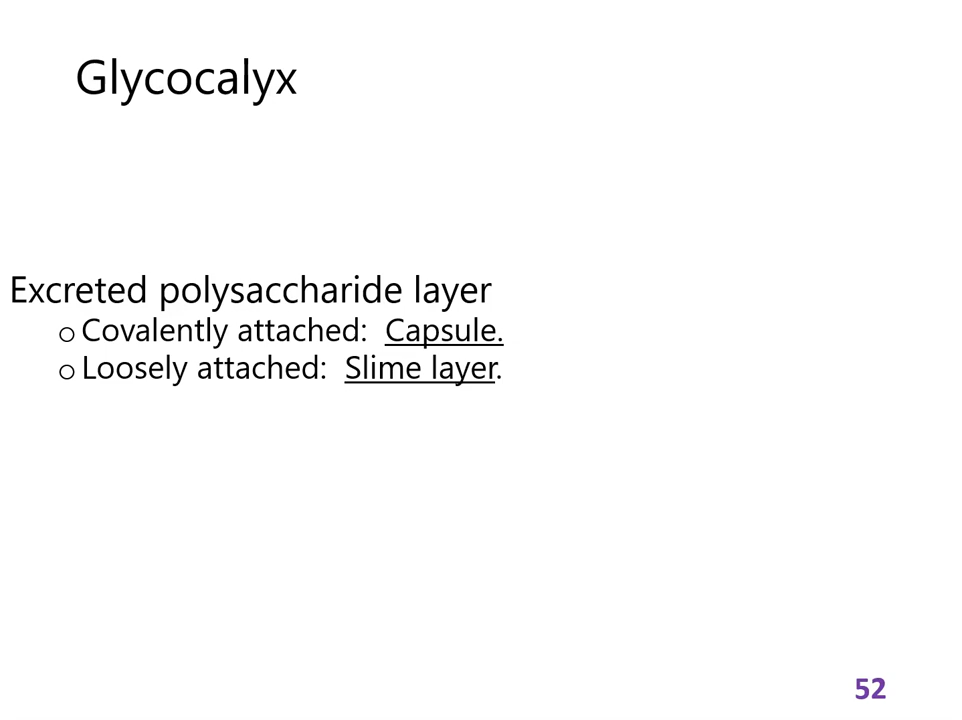 Glycocalyx
Excreted polysaccharide layer
o Covalently attached:  Capsule.
o Loosely attached:  Slime layer.
52